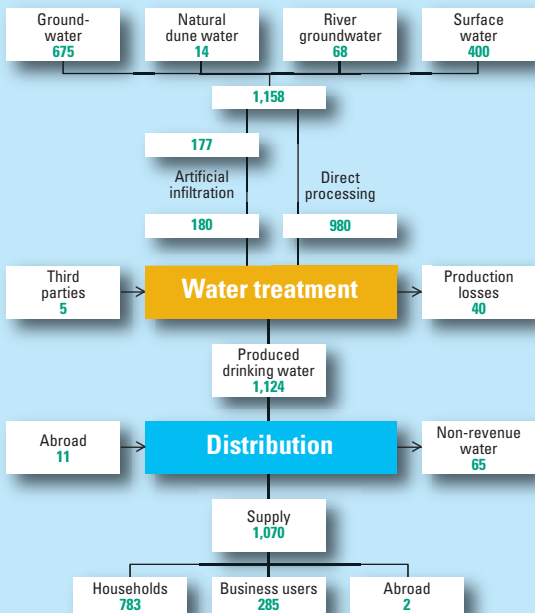 Ground-
water
675
Natural
dune water
14
River
groundwater
68
Surface
water
400
1,158
177
Artificial
infiltration
180
Direct
processing
980
Third
parties
5
Water treatment
Production
losses
40
Produced
drinking water
1,124
Abroad
11
Distribution
Non-revenue
water
65
Supply
1,070
Households
783
Business users
285
Abroad
2